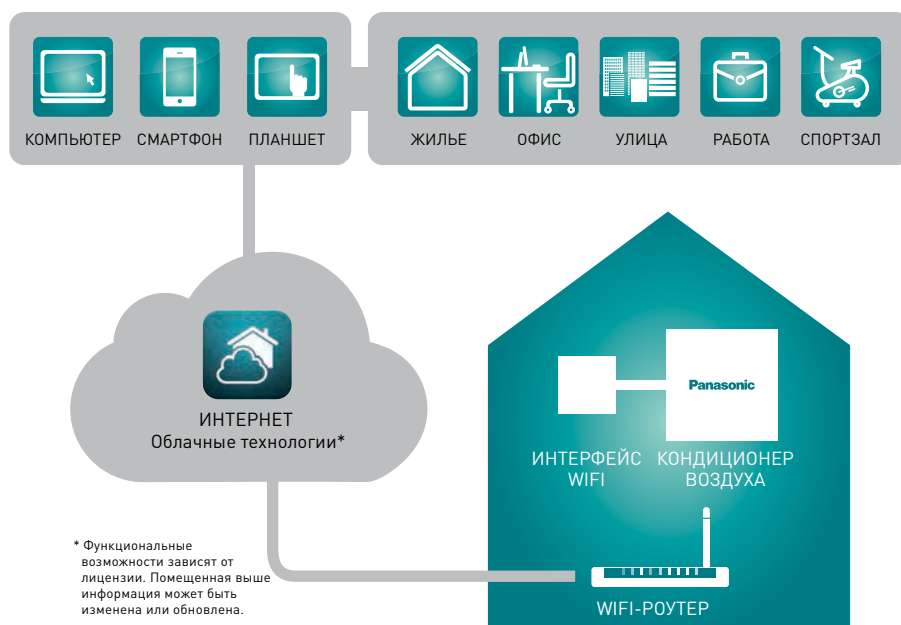 КОМПЬЮТЕР
СМАРТФОН
ПЛАНШЕТ
ЖИЛЬЕ
ОФИС
УЛИЦА
РАБОТА
СПОРТЗАЛ
ИНТЕРНЕТ
Облачные технологии*
Panasonic
ИНТЕРФЕЙС
WIFI
КОНДИЦИОНЕР
ВОЗДУХА
WIFI-РОУТЕР
* Функциональные
возможности зависят от
лицензии. Помещенная выше
информация может быть
изменена или обновлена.